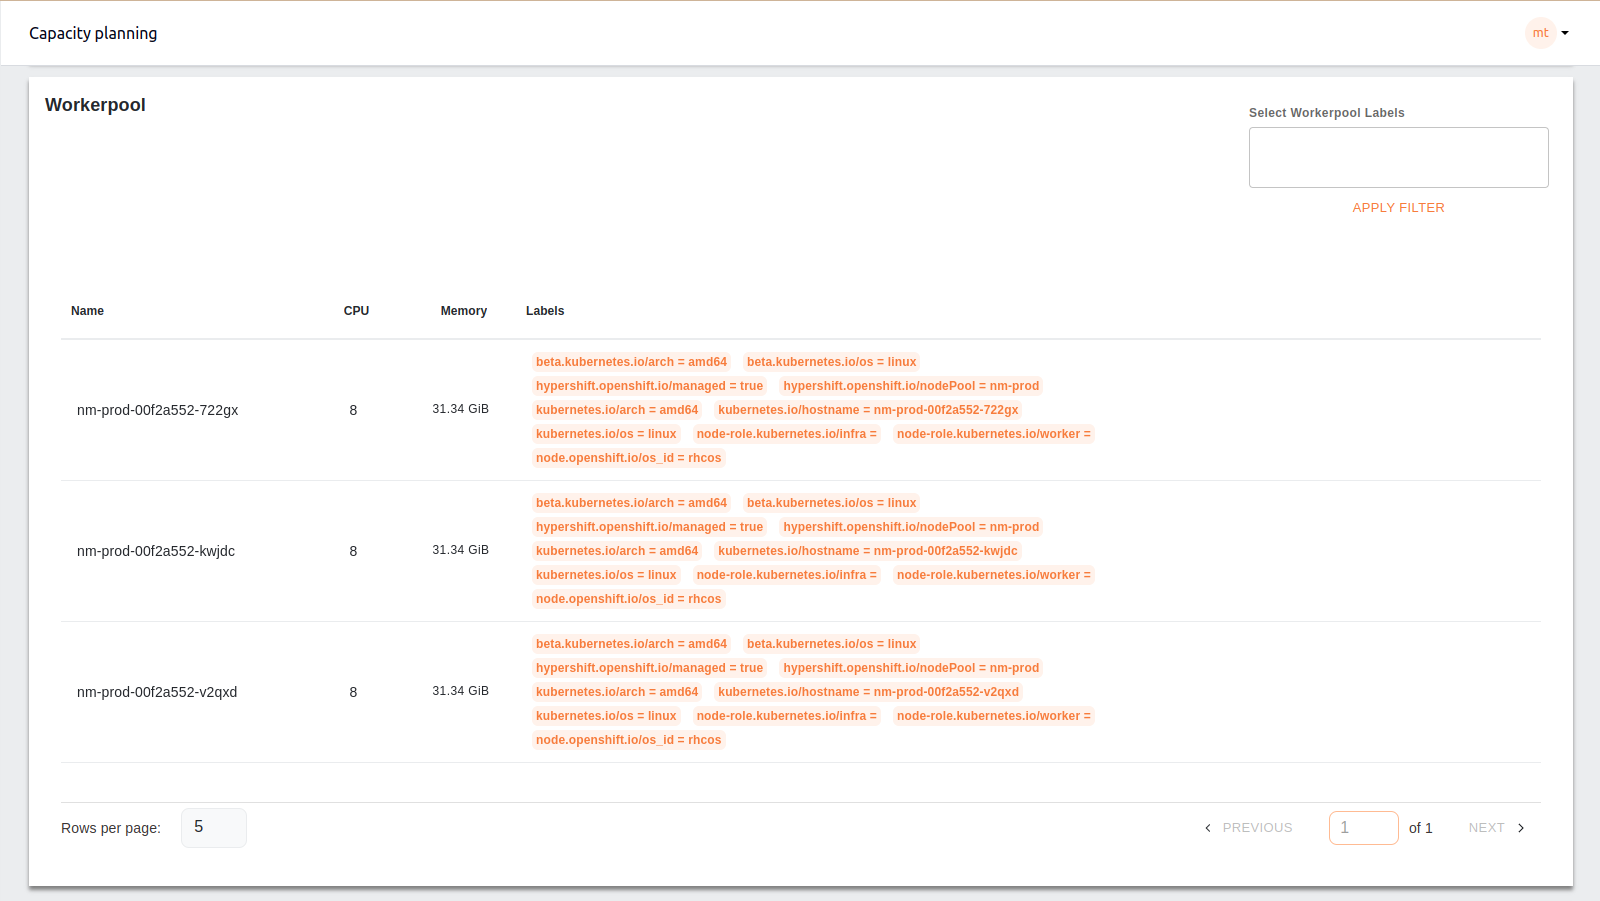 Capacity planning
mt
Workerpool
Select Workerpool Labels
APPLY FILTER
Name CPU Memory Labels
beta.kubernetes.io/arch = amd64 beta.kubernetes.io/os = linux
hypershift.openshift.io/managed = true hypershift.openshift.io/nodePool = nm-prod
nm-prod-00f2a552-722gx 8 31.34 GiB kubernetes.io/arch = amd64 kubernetes.io/hostname = nm-prod-00f2a552-722gx
kubernetes.io/os = linux node-role.kubernetes.io/infra = node-role.kubernetes.io/worker =
node.openshift.io/os_id = rhcos
beta.kubernetes.io/arch = amd64 beta.kubernetes.io/os = linux
hypershift.openshift.io/managed = true hypershift.openshift.io/nodePool = nm-prod
nm-prod-00f2a552-kwjdc 8 31.34 GiB kubernetes.io/arch = amd64 kubernetes.io/hostname = nm-prod-00f2a552-kwjdc
kubernetes.io/os = linux node-role.kubernetes.io/infra = node-role.kubernetes.io/worker =
node.openshift.io/os_id = rhcos
beta.kubernetes.io/arch = amd64 beta.kubernetes.io/os = linux
hypershift.openshift.io/managed = true hypershift.openshift.io/nodePool = nm-prod
nm-prod-00f2a552-v2qxd 8 31.34 GiB kubernetes.io/arch = amd64 kubernetes.io/hostname = nm-prod-00f2a552-v2qxd
kubernetes.io/os = linux node-role.kubernetes.io/infra = node-role.kubernetes.io/worker =
node.openshift.io/os_id = rhcos
Rows per page: 5 PREVIOUS 1 of 1 NEXT